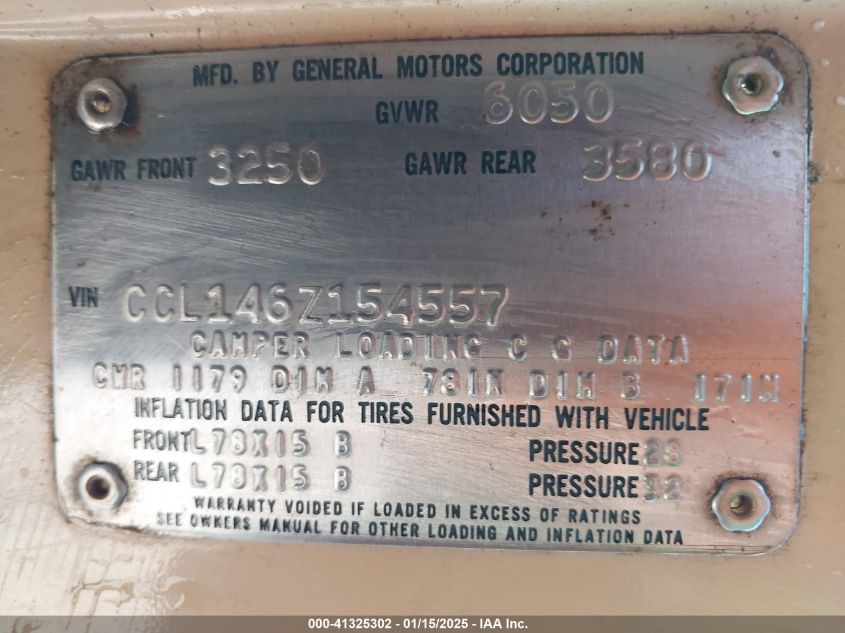 MFD. BY GENERAL MOTORS CORPORATION
GVWR 6050
GAWR FRONT 3250 GAWR REAR 3580
VIN CCL146Z154557
CAMPER LOADING C G DATA
CWR 1179 DIM A 78IN DIM B 17IN
INFLATION DATA FOR TIRES FURNISHED WITH VEHICLE
FRONT L78X15 B PRESSURE 28
REAR L78X15 B PRESSURE 32
WARRANTY VOIDED IF LOADED IN EXCESS OF RATINGS
SEE OWNERS MANUAL FOR OTHER LOADING AND INFLATION DATA
000-41325302 - 01/15/2025 - IAA Inc.